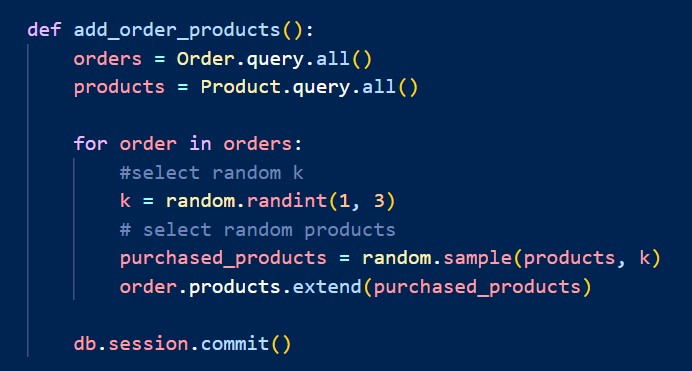 def add_order_products():
    orders = Order.query.all()
    products = Product.query.all()

    for order in orders:
        #select random k
        k = random.randint(1, 3)
        # select random products
        purchased_products = random.sample(products, k)
        order.products.extend(purchased_products)

    db.session.commit()